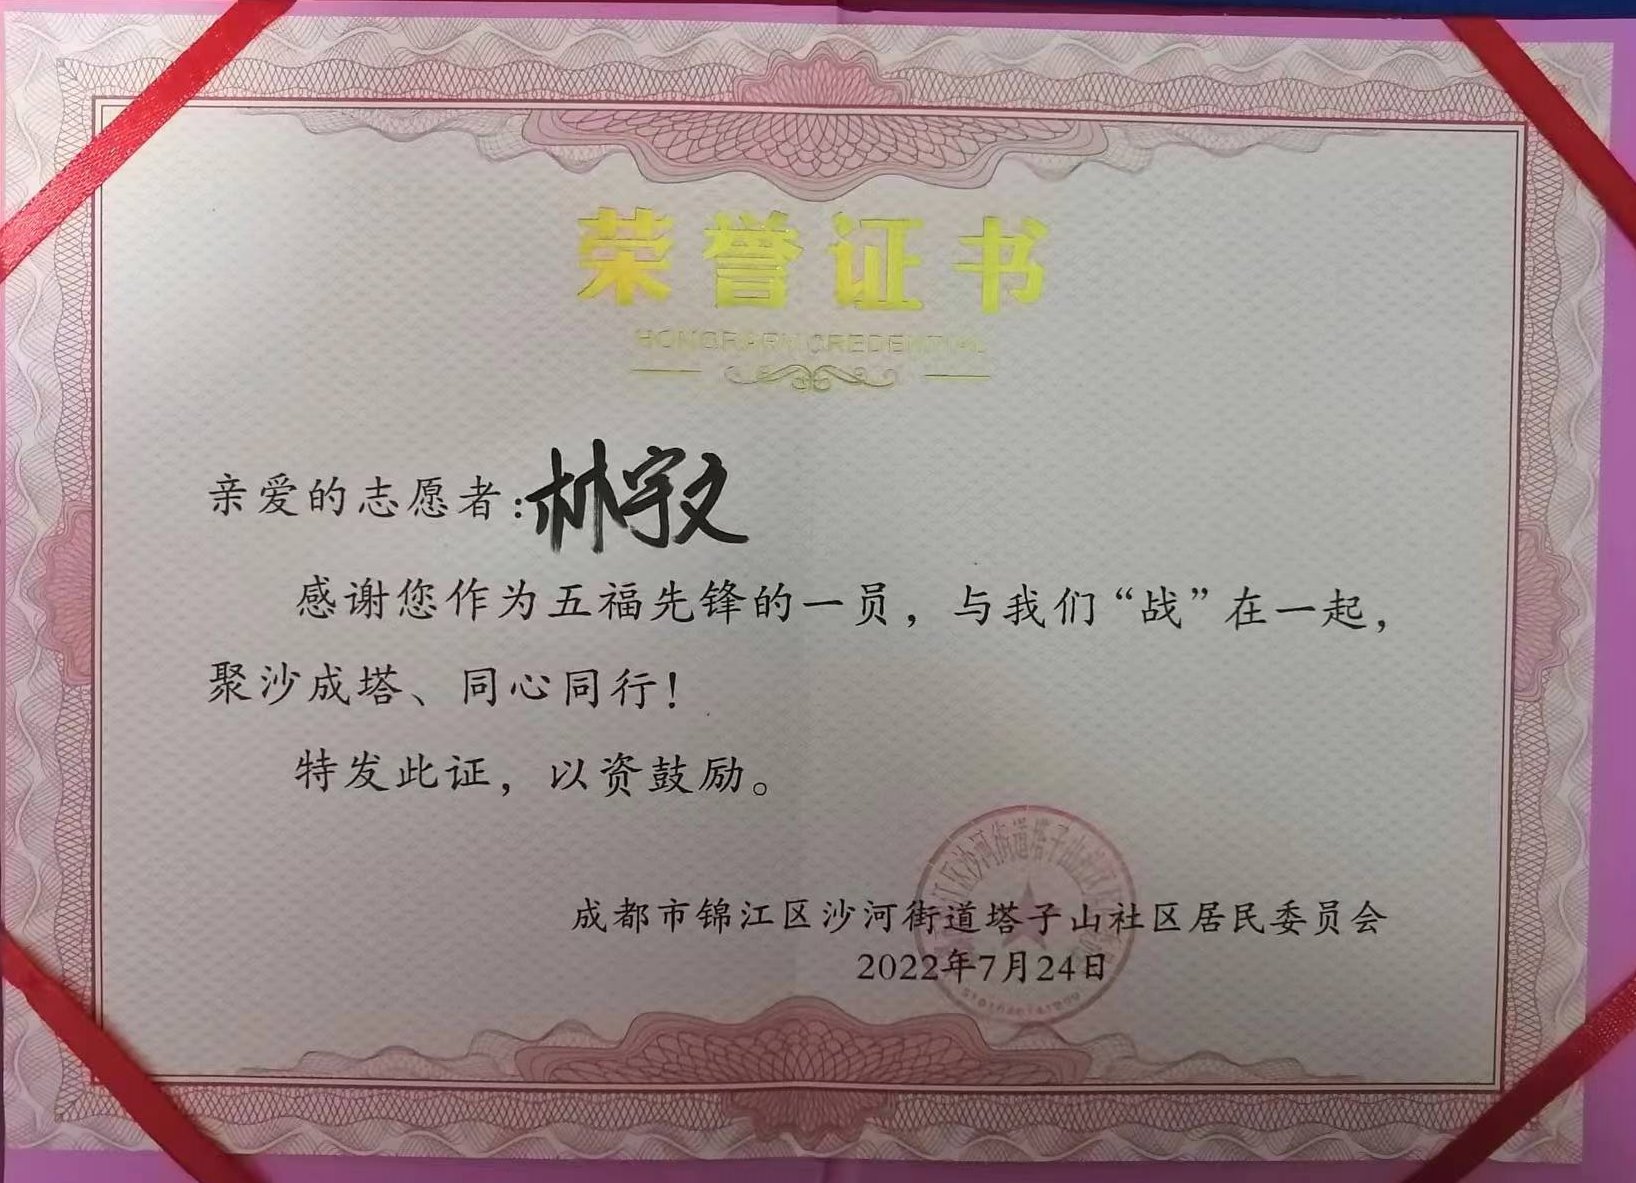 荣誉证书
HONORARY CREDENTIAL
亲爱的志愿者：林宇文
感谢您作为五福先锋的一员，与我们“战”在一起，
聚沙成塔、同心同行！
特发此证，以资鼓励。
成都市锦江区沙河街道塔子山社区居民委员会
2022年7月24日